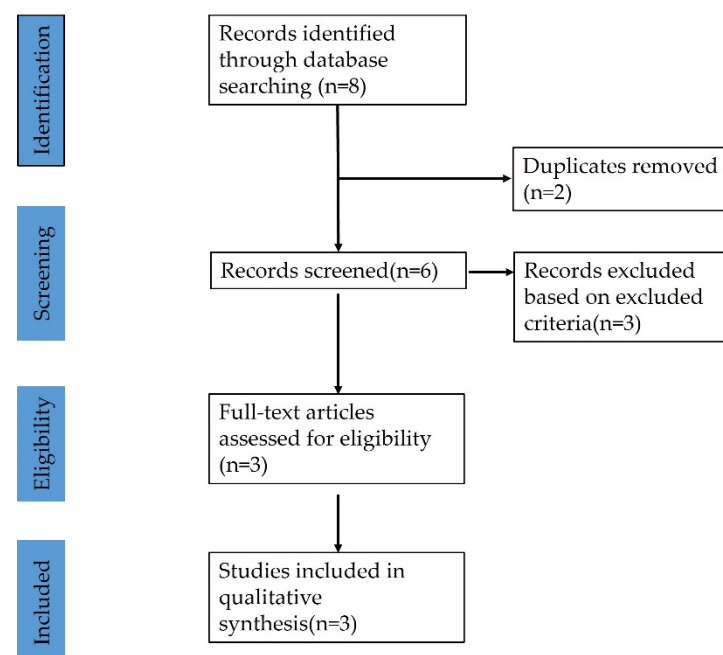 Identification
Records identified
through database
searching (n=8)
Duplicates removed
(n=2)
Screening
Records screened(n=6)
Records excluded
based on excluded
criteria(n=3)
Eligibility
Full-text articles
assessed for eligibility
(n=3)
Included
Studies included in
qualitative
synthesis(n=3)